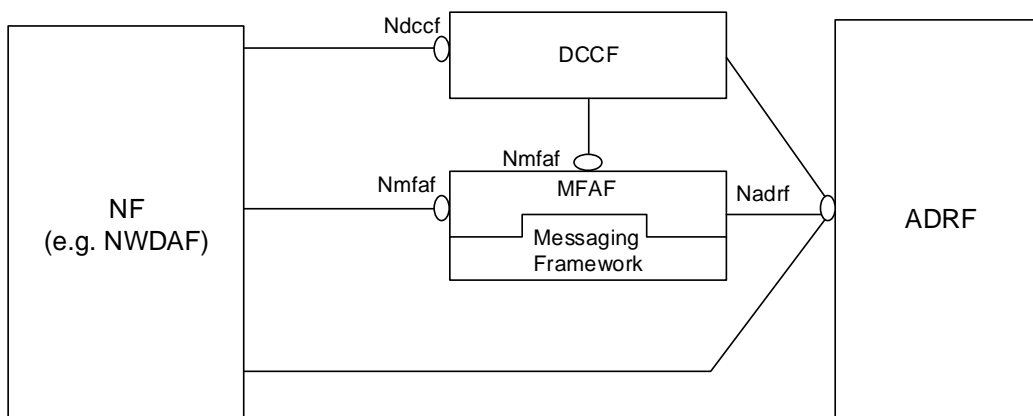 Ndccf
DCCF
Nmfaf
Nmfaf
MFAF
Nadrf
NF
(e.g. NWDAF)
Messaging
Framework
ADRF